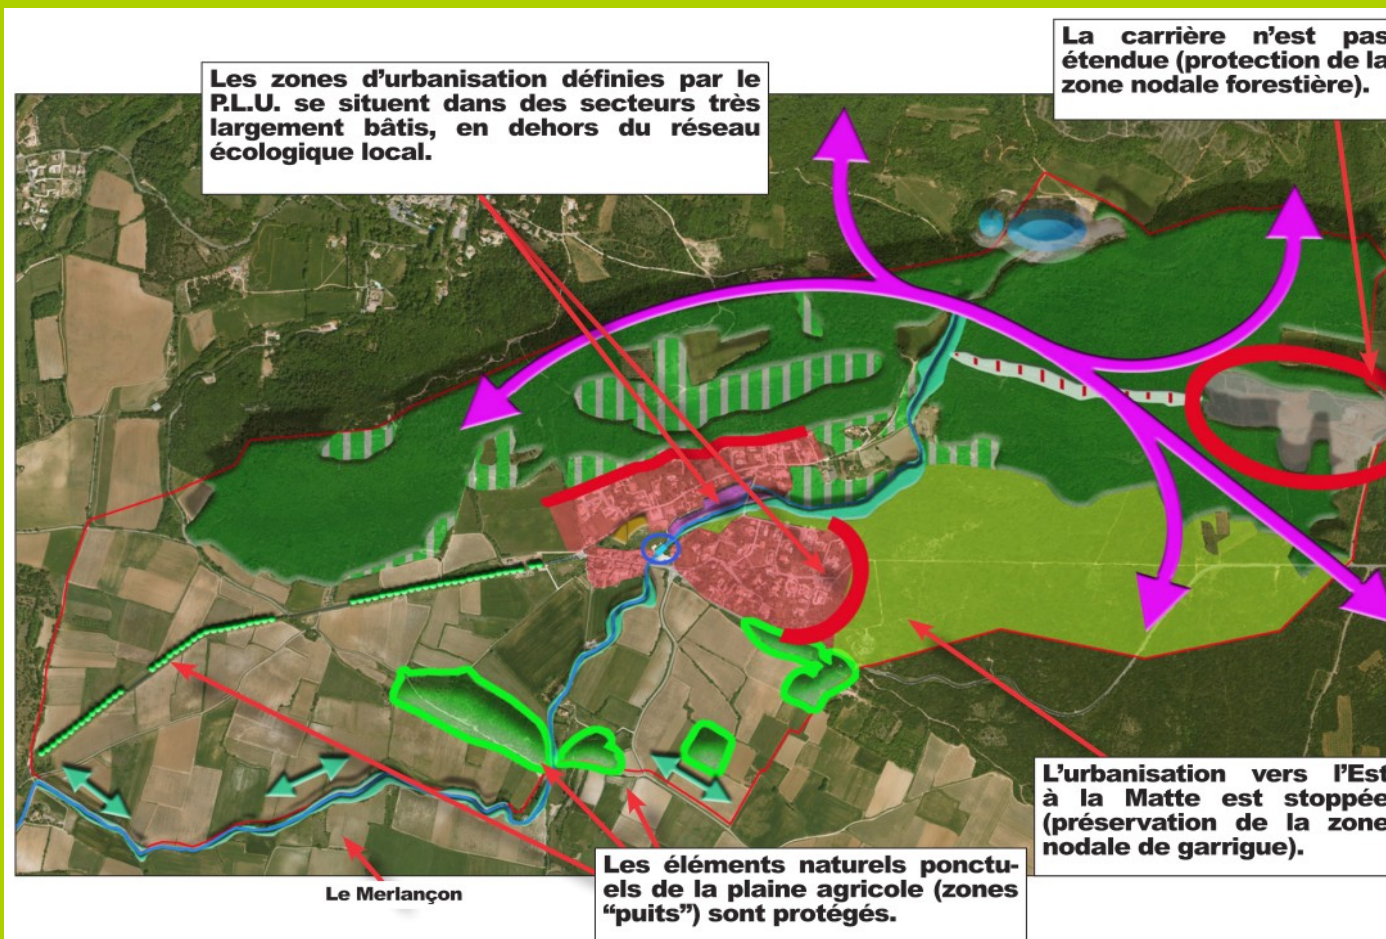 Les zones d'urbanisation définies par le
P.L.U. se situent dans des secteurs très
largement bâtis, en dehors du réseau
écologique local.
La carrière n'est pas
étendue (protection de la
zone nodale forestière).
L'urbanisation vers l'Est
à la Matte est stoppée
(préservation de la zone
nodale de garrigue).
Les éléments naturels ponctu-
els de la plaine agricole (zones
“puits”) sont protégés.
Le Merlançon